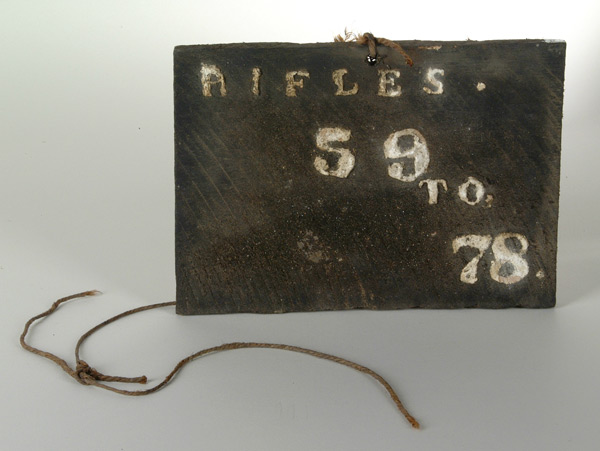 RIFLES.
59
TO.
78.